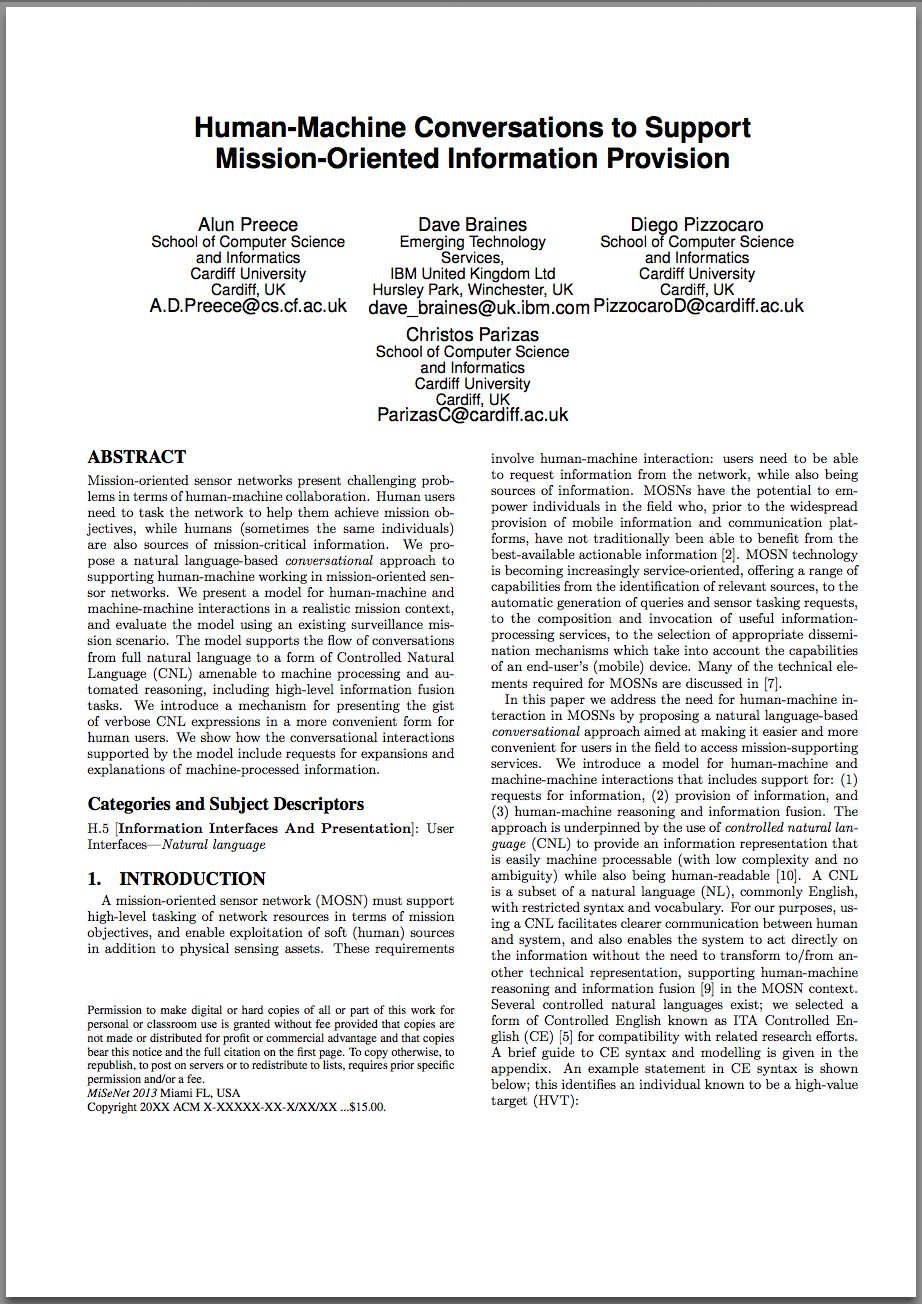 Human-Machine Conversations to Support
Mission-Oriented Information Provision
Alun Preece
School of Computer Science
and Informatics
Cardiff University
Cardiff, UK
A.D.Preece@cs.cf.ac.uk
Dave Braines
Emerging Technology
Services,
IBM United Kingdom Ltd
Hursley Park, Winchester, UK
dave_braines@uk.ibm.com
Diego Pizzocaro
School of Computer Science
and Informatics
Cardiff University
Cardiff, UK
PizzocaroD@cardiff.ac.uk
Christos Parizas
School of Computer Science
and Informatics
Cardiff University
Cardiff, UK
ParizasC@cardiff.ac.uk
ABSTRACT
Mission-oriented sensor networks present challenging prob-
lems in terms of human-machine collaboration. Human users
need to task the network to help them achieve mission ob-
jectives, while humans (sometimes the same individuals)
are also sources of mission-critical information. We pro-
pose a natural language-based conversational approach to
supporting human-machine working in mission-oriented sen-
sor networks. We present a model for human-machine and
machine-machine interactions in a realistic mission context,
and evaluate the model using an existing surveillance mis-
sion scenario. The model supports the flow of conversations
from full natural language to a form of Controlled Natural
Language (CNL) amenable to machine processing and au-
tomated reasoning, including high-level information fusion
tasks. We introduce a mechanism for presenting the gist
of verbose CNL expressions in a more convenient form for
human users. We show how the conversational interactions
supported by the model include requests for expansions and
explanations of machine-processed information.
Categories and Subject Descriptors
H.5 [Information Interfaces And Presentation]: User
Interfaces—Natural language
1. INTRODUCTION
A mission-oriented sensor network (MOSN) must support
high-level tasking of network resources in terms of mission
objectives, and enable exploitation of soft (human) sources
in addition to physical sensing assets. These requirements
Permission to make digital or hard copies of all or part of this work for
personal or classroom use is granted without fee provided that copies are
not made or distributed for profit or commercial advantage and that copies
bear this notice and the full citation on the first page. To copy otherwise, to
republish, to post on servers or to redistribute to lists, requires prior specific
permission and/or a fee.
MiSeNet 2013 Miami FL, USA
Copyright 20XX ACM X-XXXXX-XX-X/XX/XX ...$15.00.
involve human-machine interaction: users need to be able
to request information from the network, while also being
sources of information. MOSNs have the potential to em-
power individuals in the field who, prior to the widespread
provision of mobile information and communication plat-
forms, have not traditionally been able to benefit from the
best-available actionable information [2]. MOSN technology
is becoming increasingly service-oriented, offering a range of
capabilities from the identification of relevant sources, to the
automatic generation of queries and sensor tasking requests,
to the composition and invocation of useful information-
processing services, to the selection of appropriate dissemi-
nation mechanisms which take into account the capabilities
of an end-user's (mobile) device. Many of the technical ele-
ments required for MOSNs are discussed in [7].
In this paper we address the need for human-machine in-
teraction in MOSNs by proposing a natural language-based
conversational approach aimed at making it easier and more
convenient for users in the field to access mission-supporting
services. We introduce a model for human-machine and
machine-machine interactions that includes support for: (1)
requests for information, (2) provision of information, and
(3) human-machine reasoning and information fusion. The
approach is underpinned by the use of controlled natural lan-
guage (CNL) to provide an information representation that
is easily machine processable (with low complexity and no
ambiguity) while also being human-readable [10]. A CNL
is a subset of a natural language (NL), commonly English,
with restricted syntax and vocabulary. For our purposes, us-
ing a CNL facilitates clearer communication between human
and system, and also enables the system to act directly on
the information without the need to transform to/from an-
other technical representation, supporting human-machine
reasoning and information fusion [9] in the MOSN context.
Several controlled natural languages exist; we selected a
form of Controlled English known as ITA Controlled En-
glish (CE) [5] for compatibility with related research efforts.
A brief guide to CE syntax and modelling is given in the
appendix. An example statement in CE syntax is shown
below; this identifies an individual known to be a high-value
target (HVT):